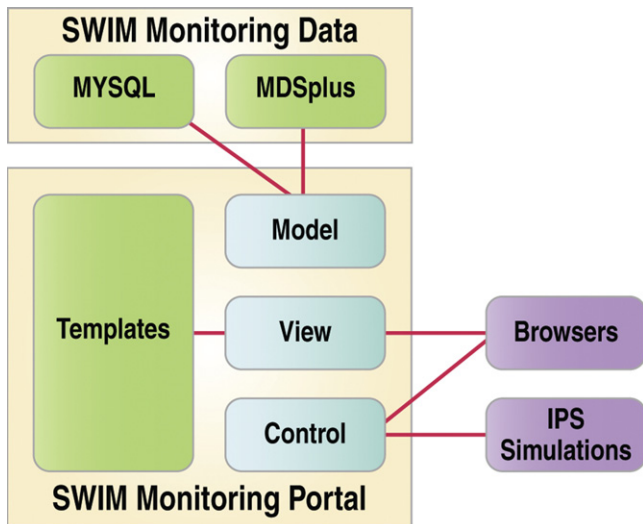 SWIM Monitoring Data
MYSQL
MDSplus
Model
Templates
View
Browsers
Control
IPS
Simulations
SWIM Monitoring Portal